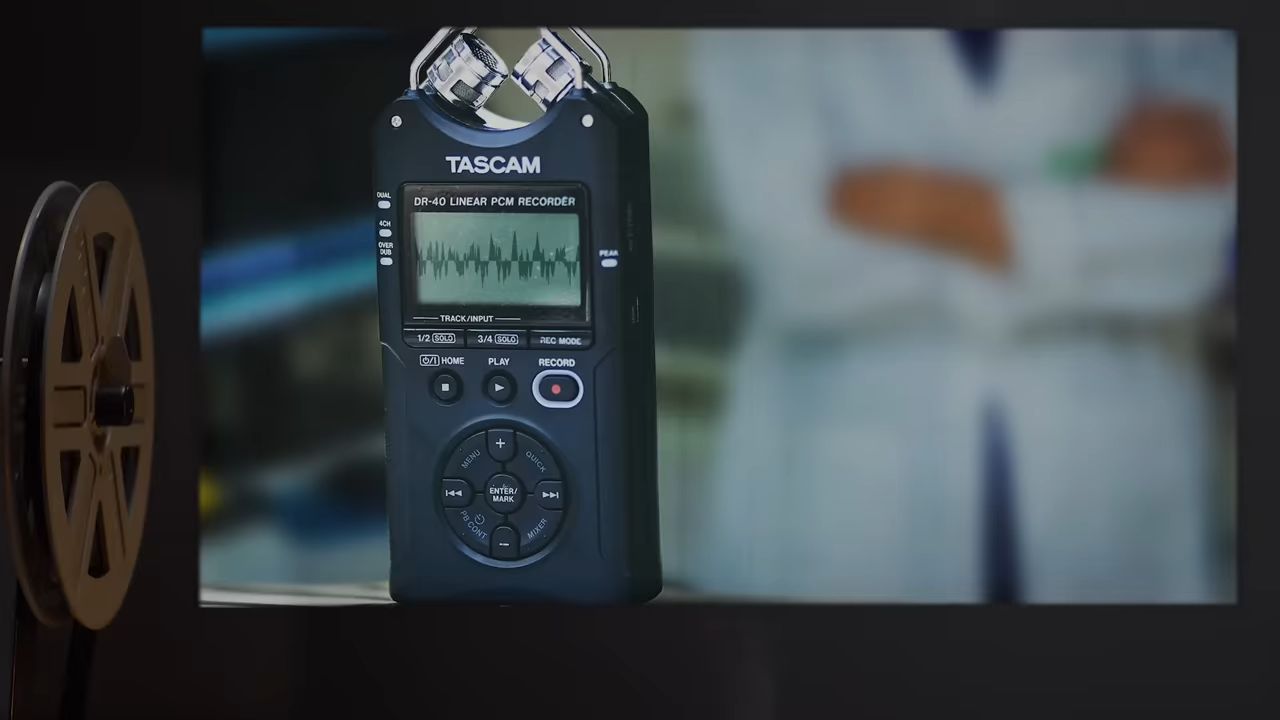 TASCAM
DR-40 LINEAR PCM RECORDER
DUAL
4CH
OVER
DUB
PEAK
TRACK/INPUT
1/2 SOLO 3/4 SOLO REC MODE
HOME PLAY RECORD
+
MENU QUICK
ENTER/
MARK
PB CONT MIXER